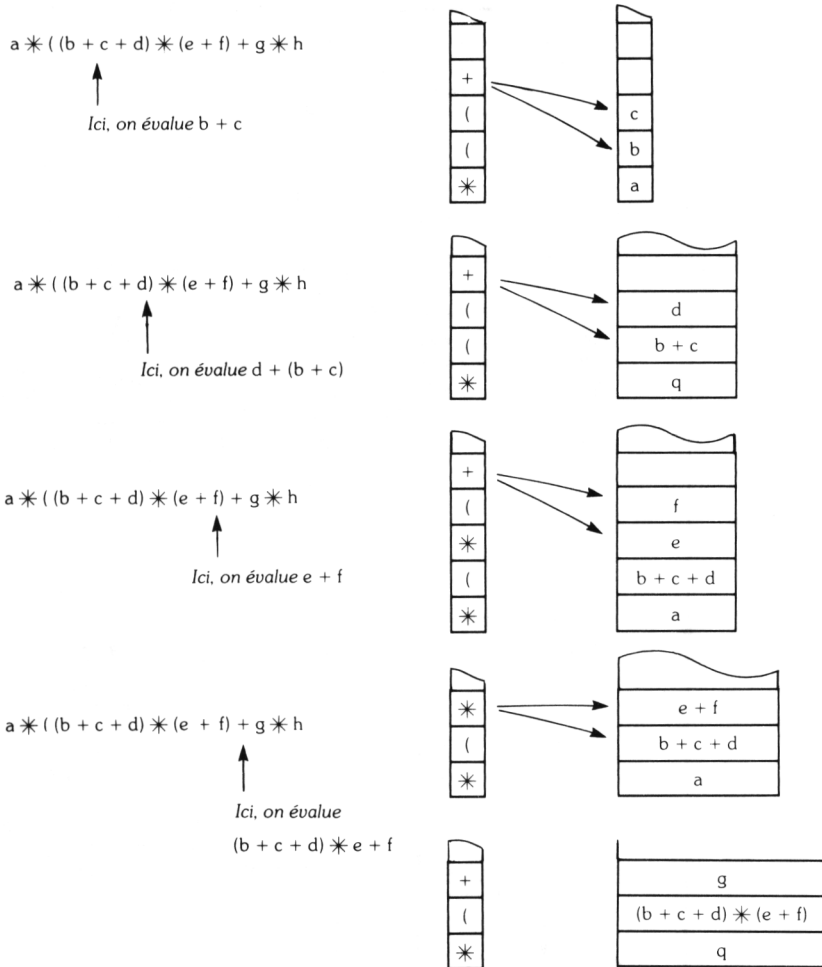 a ✳ ( (b + c + d) ✳ (e + f) + g ✳ h
Ici, on évalue b + c
+
(
(
✳
c
b
a
a ✳ ( (b + c + d) ✳ (e + f) + g ✳ h
Ici, on évalue d + (b + c)
+
(
(
✳
d
b + c
q
a ✳ ( (b + c + d) ✳ (e + f) + g ✳ h
Ici, on évalue e + f
+
(
✳
(
✳
f
e
b + c + d
a
a ✳ ( (b + c + d) ✳ (e + f) + g ✳ h
Ici, on évalue
(b + c + d) ✳ e + f
✳
(
✳
e + f
b + c + d
a
+
(
✳
g
(b + c + d) ✳ (e + f)
q